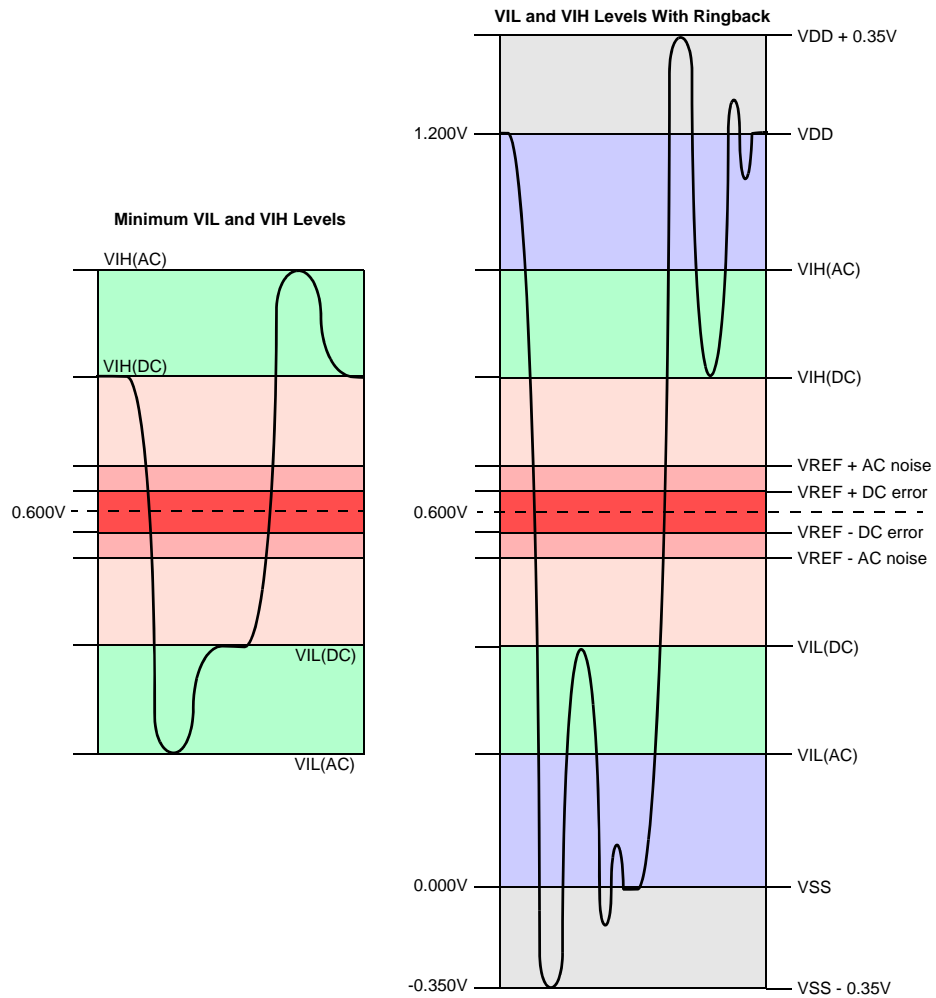 VIL and VIH Levels With Ringback
VDD + 0.35V
1.200V
VDD
Minimum VIL and VIH Levels
VIH(AC)
VIH(AC)
VIH(DC)
VIH(DC)
VREF + AC noise
VREF + DC error
0.600V
0.600V
VREF - DC error
VREF - AC noise
VIL(DC)
VIL(DC)
VIL(AC)
VIL(AC)
0.000V
VSS
-0.350V
VSS - 0.35V